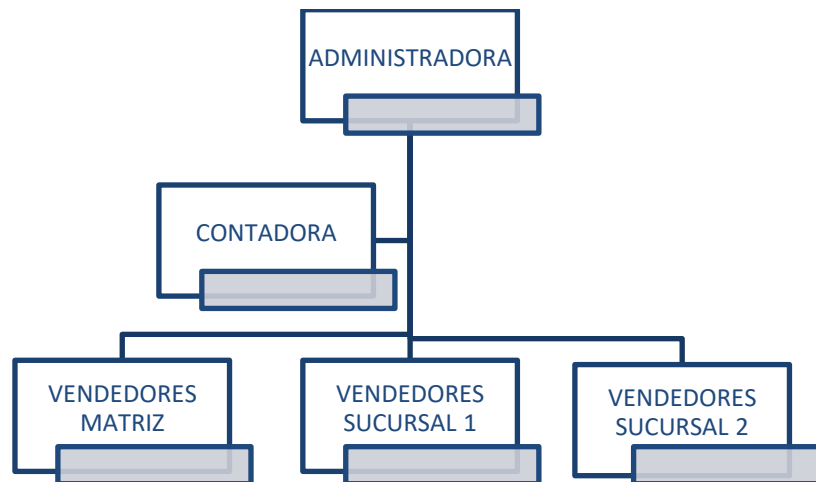 ADMINISTRADORA
CONTADORA
VENDEDORES
MATRIZ
VENDEDORES
SUCURSAL 1
VENDEDORES
SUCURSAL 2